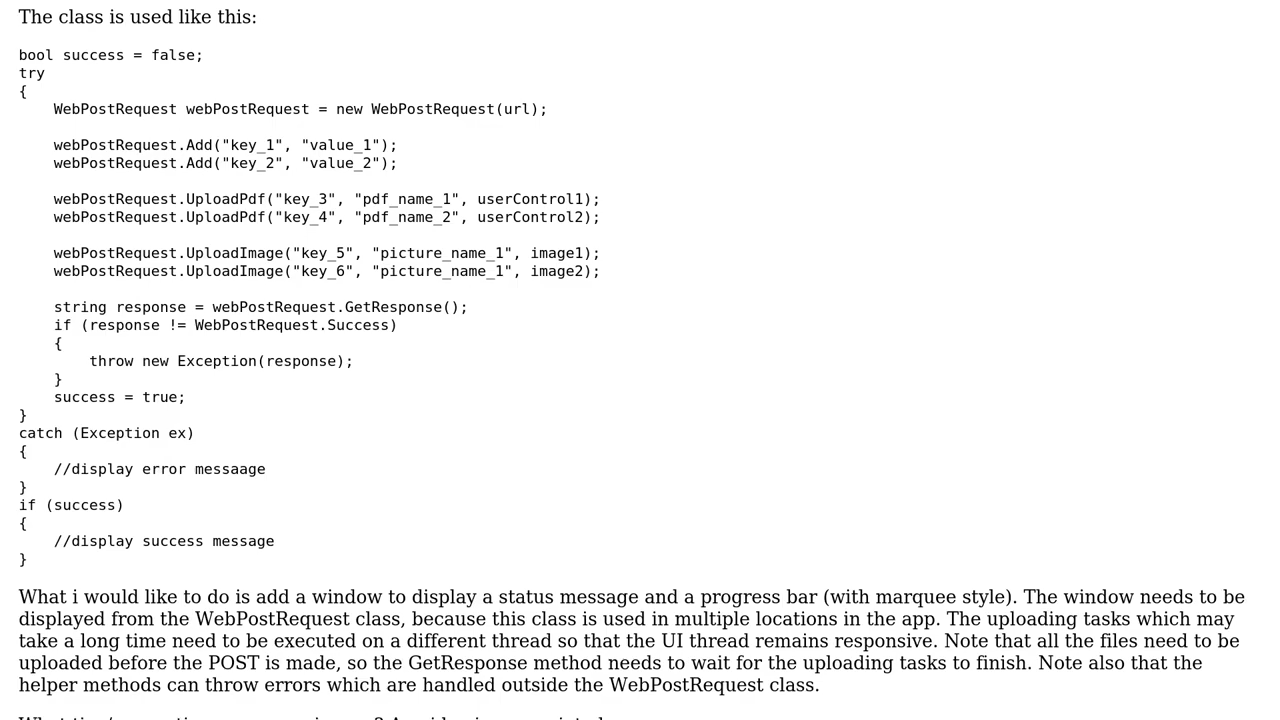 The class is used like this:
bool success = false;
try
{
    WebPostRequest webPostRequest = new WebPostRequest(url);
    webPostRequest.Add("key_1", "value_1");
    webPostRequest.Add("key_2", "value_2");
    webPostRequest.UploadPdf("key_3", "pdf_name_1", userControl1);
    webPostRequest.UploadPdf("key_4", "pdf_name_2", userControl2);
    webPostRequest.UploadImage("key_5", "picture_name_1", image1);
    webPostRequest.UploadImage("key_6", "picture_name_1", image2);
    string response = webPostRequest.GetResponse();
    if (response != WebPostRequest.Success)
    {
        throw new Exception(response);
    }
    success = true;
}
catch (Exception ex)
{
    //display error messaage
}
if (success)
{
    //display success message
}
What i would like to do is add a window to display a status message and a progress bar (with marquee style). The window needs to be
displayed from the WebPostRequest class, because this class is used in multiple locations in the app. The uploading tasks which may
take a long time need to be executed on a different thread so that the UI thread remains responsive. Note that all the files need to be
uploaded before the POST is made, so the GetResponse method needs to wait for the uploading tasks to finish. Note also that the
helper methods can throw errors which are handled outside the WebPostRequest class.